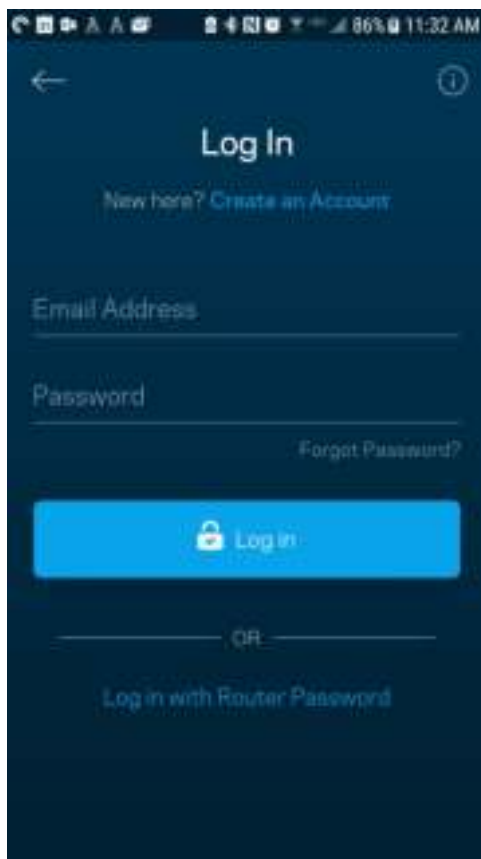 86% 11:32 AM
Log In
New here? Create an Account
Email Address
Password
Forgot Password?
Log in
OR
Log in with Router Password